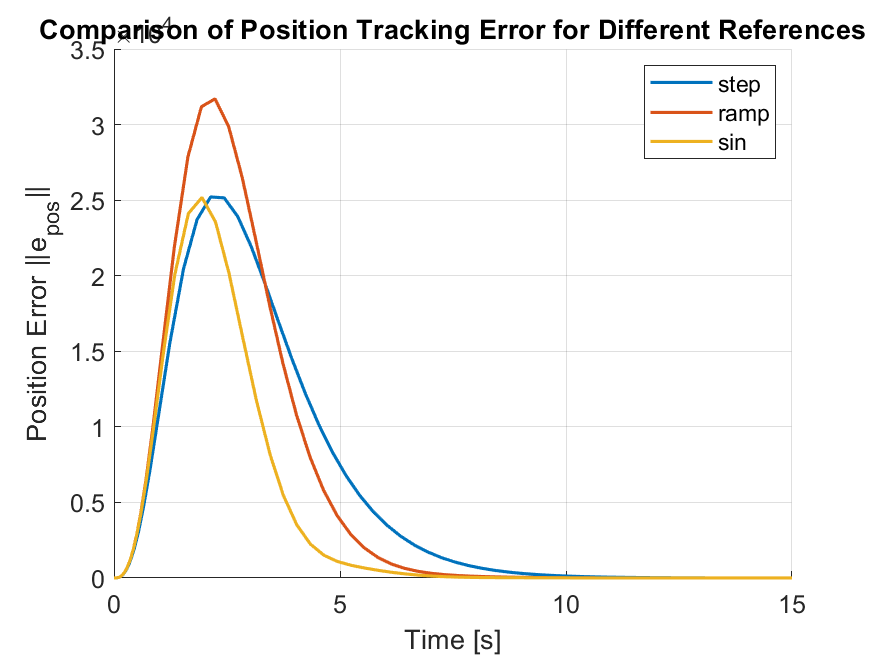 Comparison of Position Tracking Error for Different References
3.5
3
2.5
2
1.5
1
0.5
0
Position Error ||e_pos||
step
ramp
sin
0 5 10 15
Time [s]